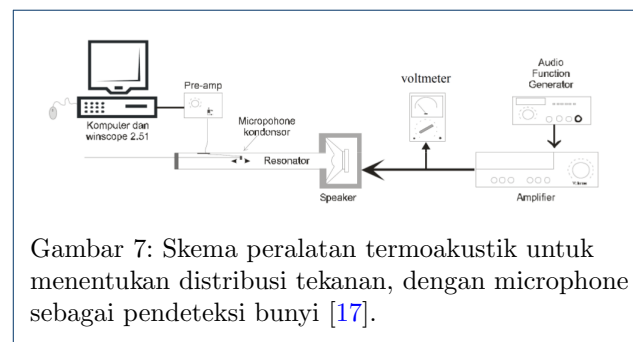 Audio
Function
Generator
voltmeter
Pre-amp
Micropohone
kondensor
Komputer dan
winscope 2.51
Resonator
Speaker
Amplifier
Gambar 7: Skema peralatan termoakustik untuk
menentukan distribusi tekanan, dengan microphone
sebagai pendeteksi bunyi [17].